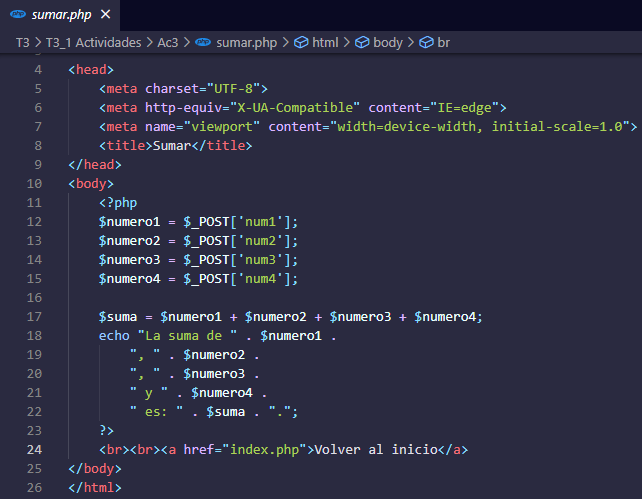 php sumar.php ×
T3 > T3_1 Actividades > Ac3 > php sumar.php > html > body > br
4 <head>
5 <meta charset="UTF-8">
6 <meta http-equiv="X-UA-Compatible" content="IE=edge">
7 <meta name="viewport" content="width=device-width, initial-scale=1.0">
8 <title>Sumar</title>
9 </head>
10 <body>
11 <?php
12 $numero1 = $_POST['num1'];
13 $numero2 = $_POST['num2'];
14 $numero3 = $_POST['num3'];
15 $numero4 = $_POST['num4'];
16
17 $suma = $numero1 + $numero2 + $numero3 + $numero4;
18 echo "La suma de " . $numero1 .
19 ", " . $numero2 .
20 ", " . $numero3 .
21 " y " . $numero4 .
22 " es: " . $suma . ".";
23 ?>
24 <br><br><a href="index.php">Volver al inicio</a>
25 </body>
26 </html>